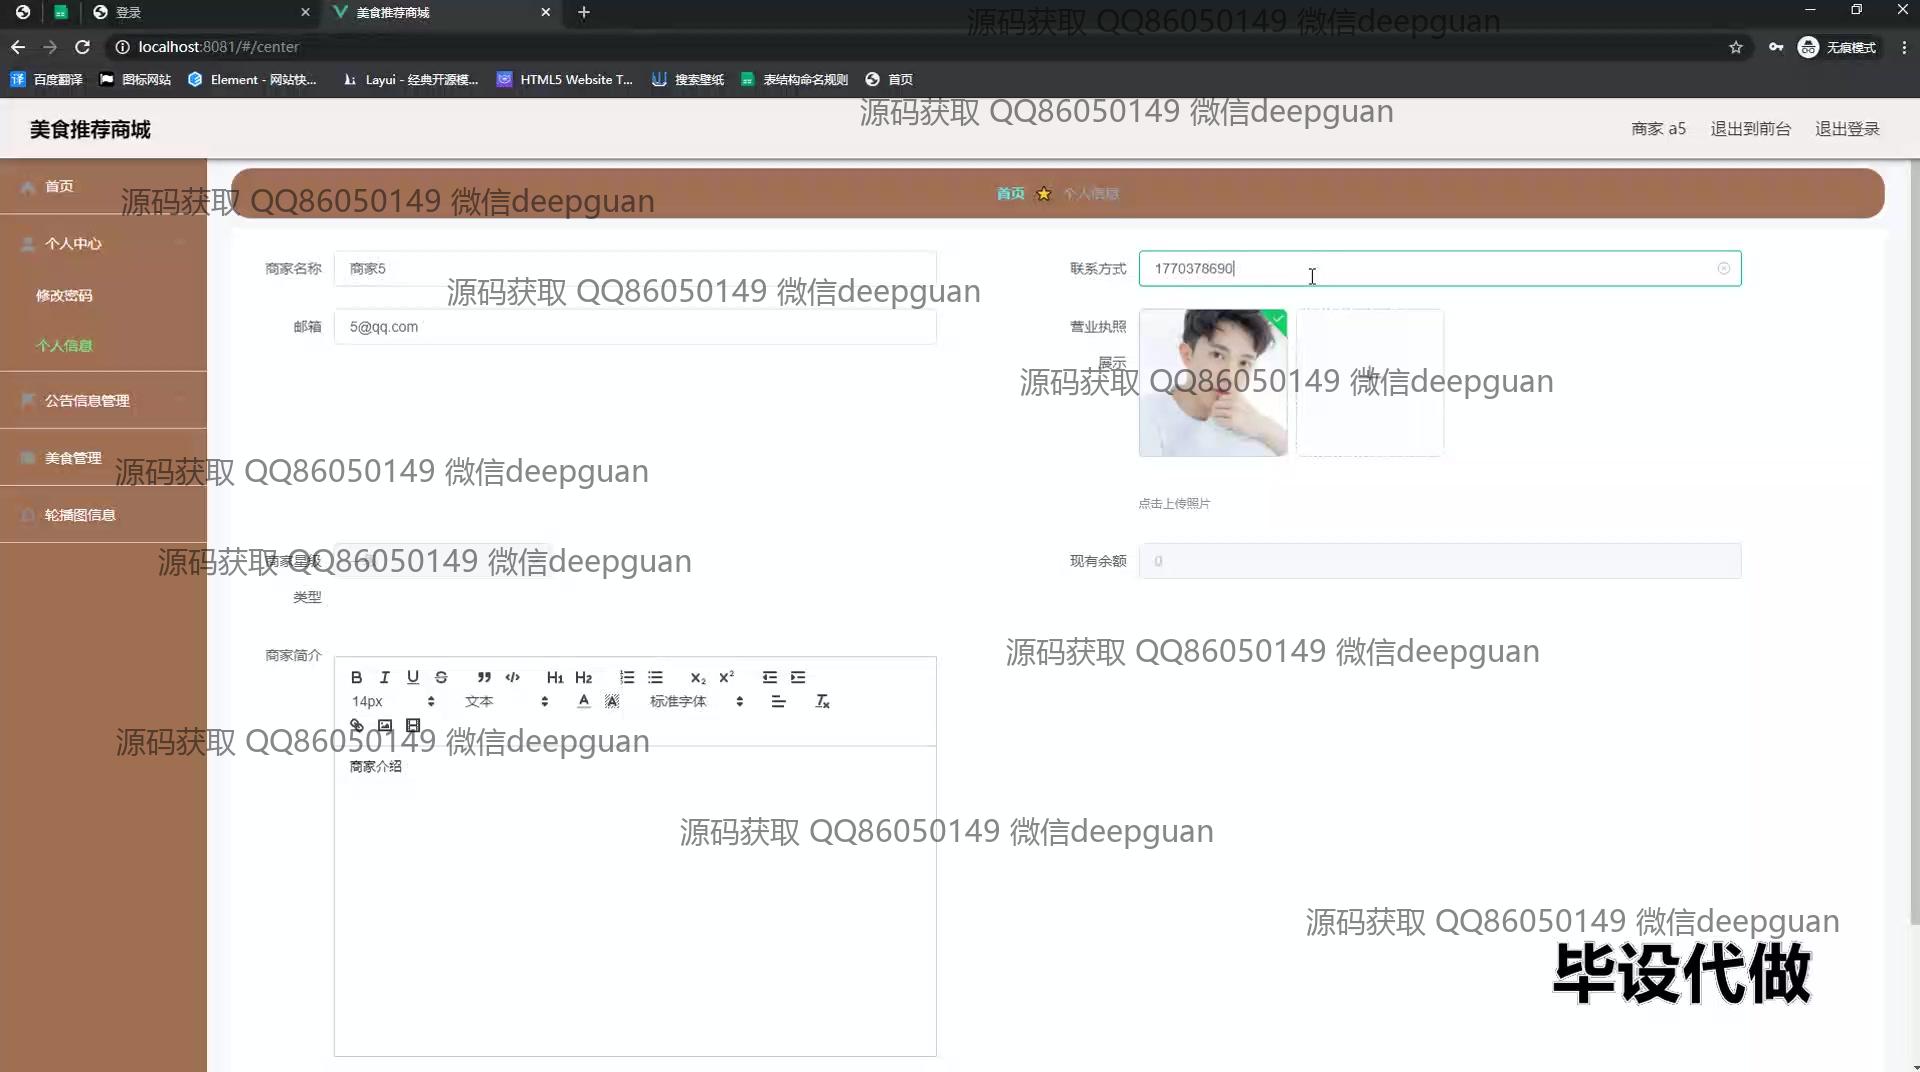 登录
美食推荐商城
源码获取 QQ86050149 微信deepguan
localhost:8081/#/center
无痕模式
百度翻译
图标网站
Element - 网站快...
Layui - 经典开源模...
HTML5 Website T...
搜索壁纸
表结构命名规则
首页
源码获取 QQ86050149 微信deepguan
美食推荐商城
商家 a5
退出到前台
退出登录
首页
个人中心
修改密码
个人信息
公告信息管理
美食管理
轮播图信息
源码获取 QQ86050149 微信deepguan
首页
个人信息
商家名称
商家5
联系方式
1770378690
源码获取 QQ86050149 微信deepguan
邮箱
5@qq.com
营业执照
展示
源码获取 QQ86050149 微信deepguan
源码获取 QQ86050149 微信deepguan
点击上传照片
商家星级
类型
源码获取 QQ86050149 微信deepguan
现有余额
0
源码获取 QQ86050149 微信deepguan
商家简介
B I U S H1 H2 X2 X2
14px
文本
A A
标准字体
Tx
源码获取 QQ86050149 微信deepguan
商家介绍
源码获取 QQ86050149 微信deepguan
源码获取 QQ86050149 微信deepguan
毕设代做